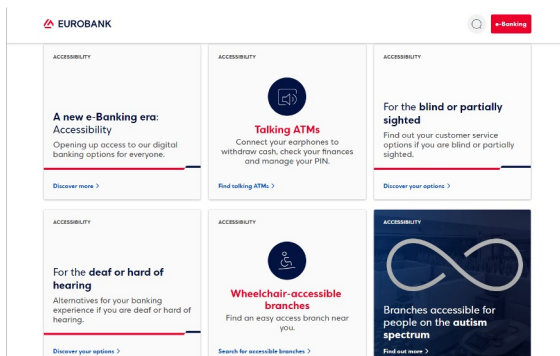 EUROBANK
e-Banking
ACCESSIBILITY
A new e-Banking era:
Accessibility
Opening up access to our digital
banking options for everyone.
Discover more >
ACCESSIBILITY
Talking ATMs
Connect your earphones to
withdraw cash, check your finances
and manage your PIN.
Find talking ATMs >
ACCESSIBILITY
For the blind or partially
sighted
Find out your customer service
options if you are blind or partially
sighted.
Discover your options >
ACCESSIBILITY
For the deaf or hard of
hearing
Alternatives for your banking
experience if you are deaf or hard of
hearing.
Discover your options >
ACCESSIBILITY
Wheelchair-accessible
branches
Find an easy access branch near
you.
Search for accessible branches >
ACCESSIBILITY
Branches accessible for
people on the autism
spectrum
Find out more >